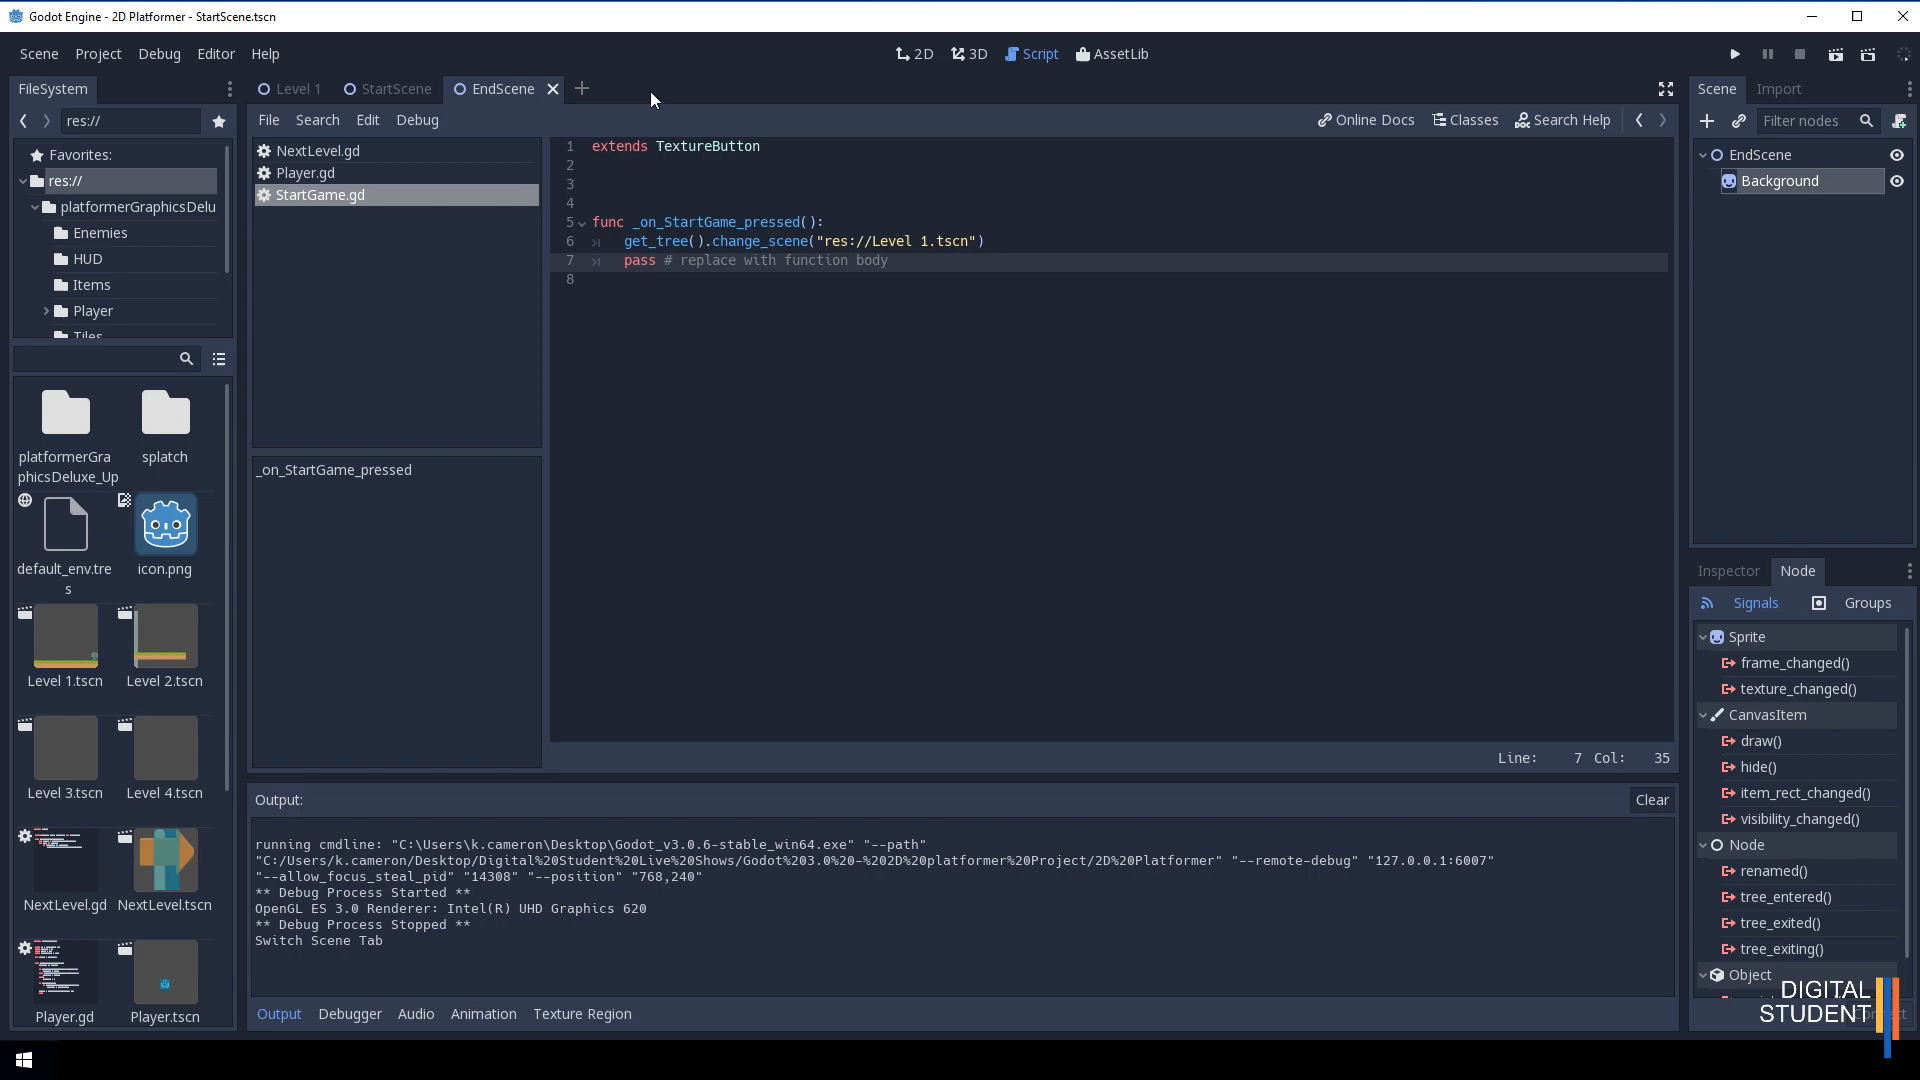 Godot Engine - 2D Platformer - StartScene.tscn
Scene Project Debug Editor Help
2D 3D Script AssetLib
FileSystem
res://
Favorites:
res://
platformerGraphicsDelu
Enemies
HUD
Items
Player
Tiles
platformerGra
phicsDeluxe_Up
splatch
default_env.tre
s
icon.png
Level 1.tscn
Level 2.tscn
Level 3.tscn
Level 4.tscn
NextLevel.gd
NextLevel.tscn
Player.gd
Player.tscn
Level 1 StartScene EndScene
File Search Edit Debug
Online Docs Classes Search Help
NextLevel.gd
Player.gd
StartGame.gd
_on_StartGame_pressed
1 extends TextureButton
2
3
4
5 func _on_StartGame_pressed():
6 get_tree().change_scene("res://Level 1.tscn")
7 pass # replace with function body
8
Line: 7 Col: 35
Output:
Clear
running cmdline: "C:\Users\k.cameron\Desktop\Godot_v3.0.6-stable_win64.exe" "--path"
"C:/Users/k.cameron/Desktop/Digital%20Student%20Live%20Shows/Godot%203.0%20-%202D%20platformer%20Project/2D%20Platformer" "--remote-debug" "127.0.0.1:6007"
"--allow_focus_steal_pid" "14308" "--position" "768,240"
** Debug Process Started **
OpenGL ES 3.0 Renderer: Intel(R) UHD Graphics 620
** Debug Process Stopped **
Switch Scene Tab
Output Debugger Audio Animation Texture Region
Scene Import
Filter nodes
EndScene
Background
Inspector Node
Signals Groups
Sprite
frame_changed()
texture_changed()
CanvasItem
draw()
hide()
item_rect_changed()
visibility_changed()
Node
renamed()
tree_entered()
tree_exited()
tree_exiting()
Object
DIGITAL
STUDENT